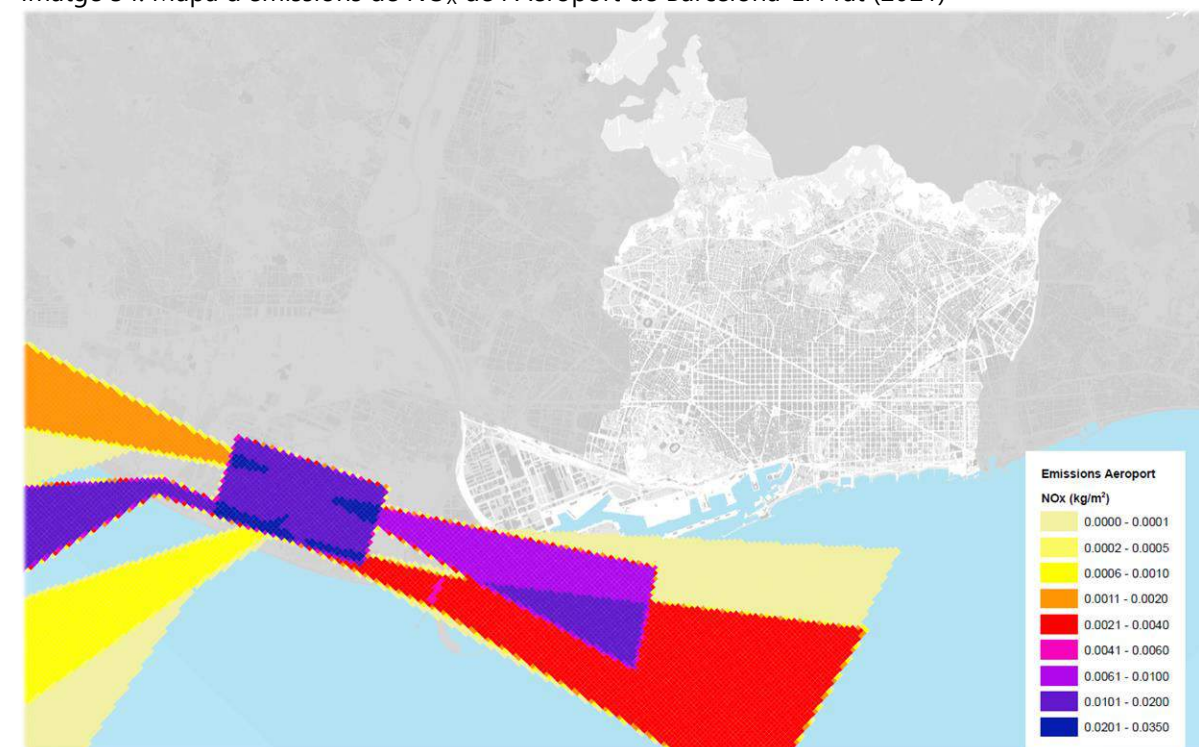 Imatge Mapa d'emissions de NOₓ de l'Aeroport de Barcelona-El Prat
Emissions Aeroport
NOx (kg/m²)
0.0000 - 0.0001
0.0002 - 0.0005
0.0006 - 0.0010
0.0011 - 0.0020
0.0021 - 0.0040
0.0041 - 0.0060
0.0061 - 0.0100
0.0101 - 0.0200
0.0201 - 0.0350